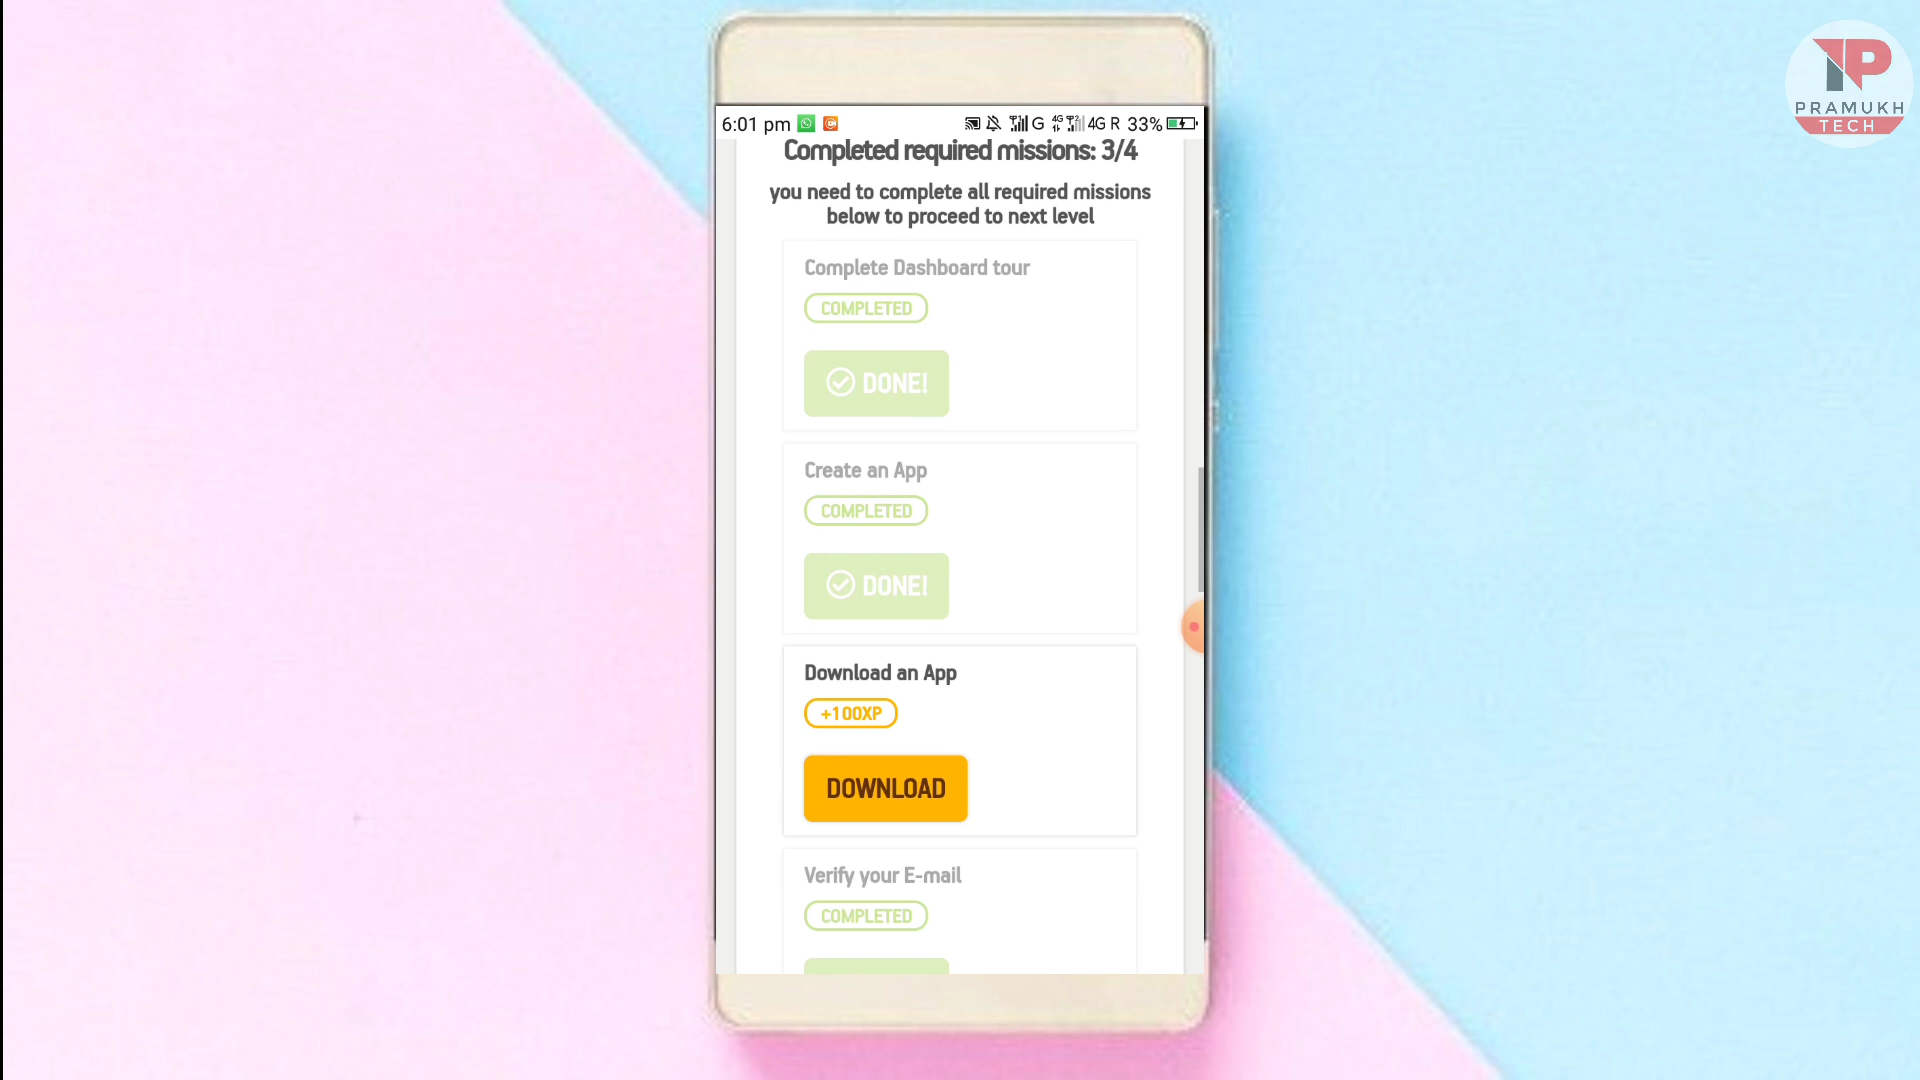 6:01 pm
G 4G 4G R 33%
PRAMUKH
TECH
Completed required missions: 3/4
you need to complete all required missions
below to proceed to next level
Complete Dashboard tour
COMPLETED
DONE!
Create an App
COMPLETED
DONE!
Download an App
+100XP
DOWNLOAD
Verify your E-mail
COMPLETED